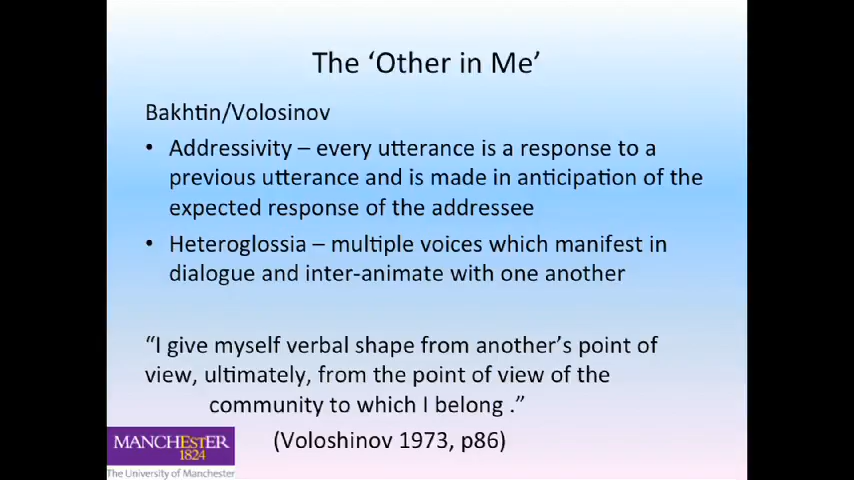 The ‘Other in Me’
Bakhtin/Volosinov
• Addressivity – every utterance is a response to a
previous utterance and is made in anticipation of the
expected response of the addressee
• Heteroglossia – multiple voices which manifest in
dialogue and inter-animate with one another
“I give myself verbal shape from another’s point of
view, ultimately, from the point of view of the
community to which I belong .”
(Voloshinov 1973, p86)
MANCHESTER
1824
The University of Manchester